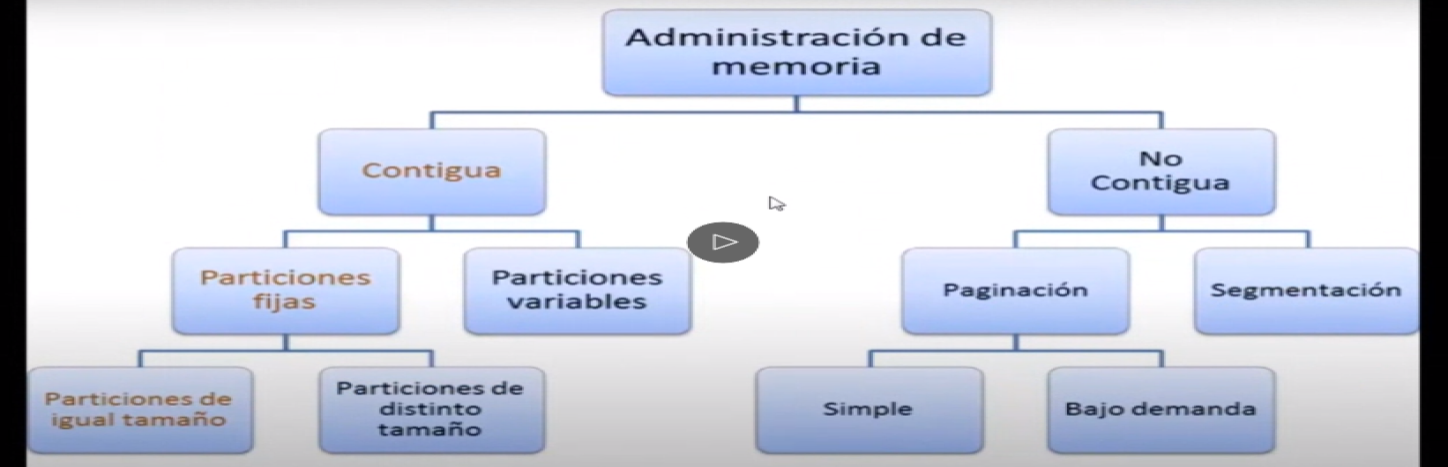 Administración de
memoria
Contigua
No
Contigua
Particiones
fijas
Particiones
variables
Paginación
Segmentación
Particiones de
igual tamaño
Particiones de
distinto
tamaño
Simple
Bajo demanda